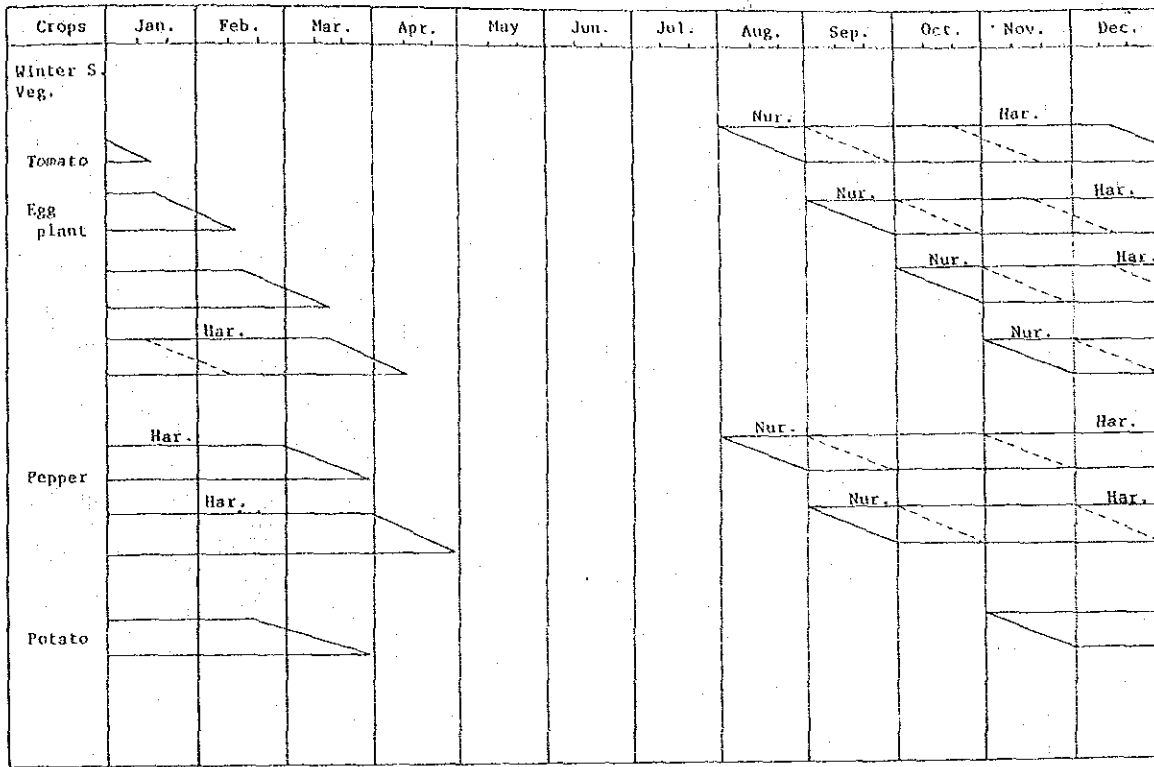 Crops Jan. Feb. Mar. Apr. May Jun. Jul. Aug. Sep. Oct. Nov. Dec.
Winter S.
Veg.
Nur. Har.
Tomato
Nur. Har.
Egg
plant
Nur. Har.
Har. Nur.
Har. Nur. Har.
Pepper
Har. Nur. Har.
Potato